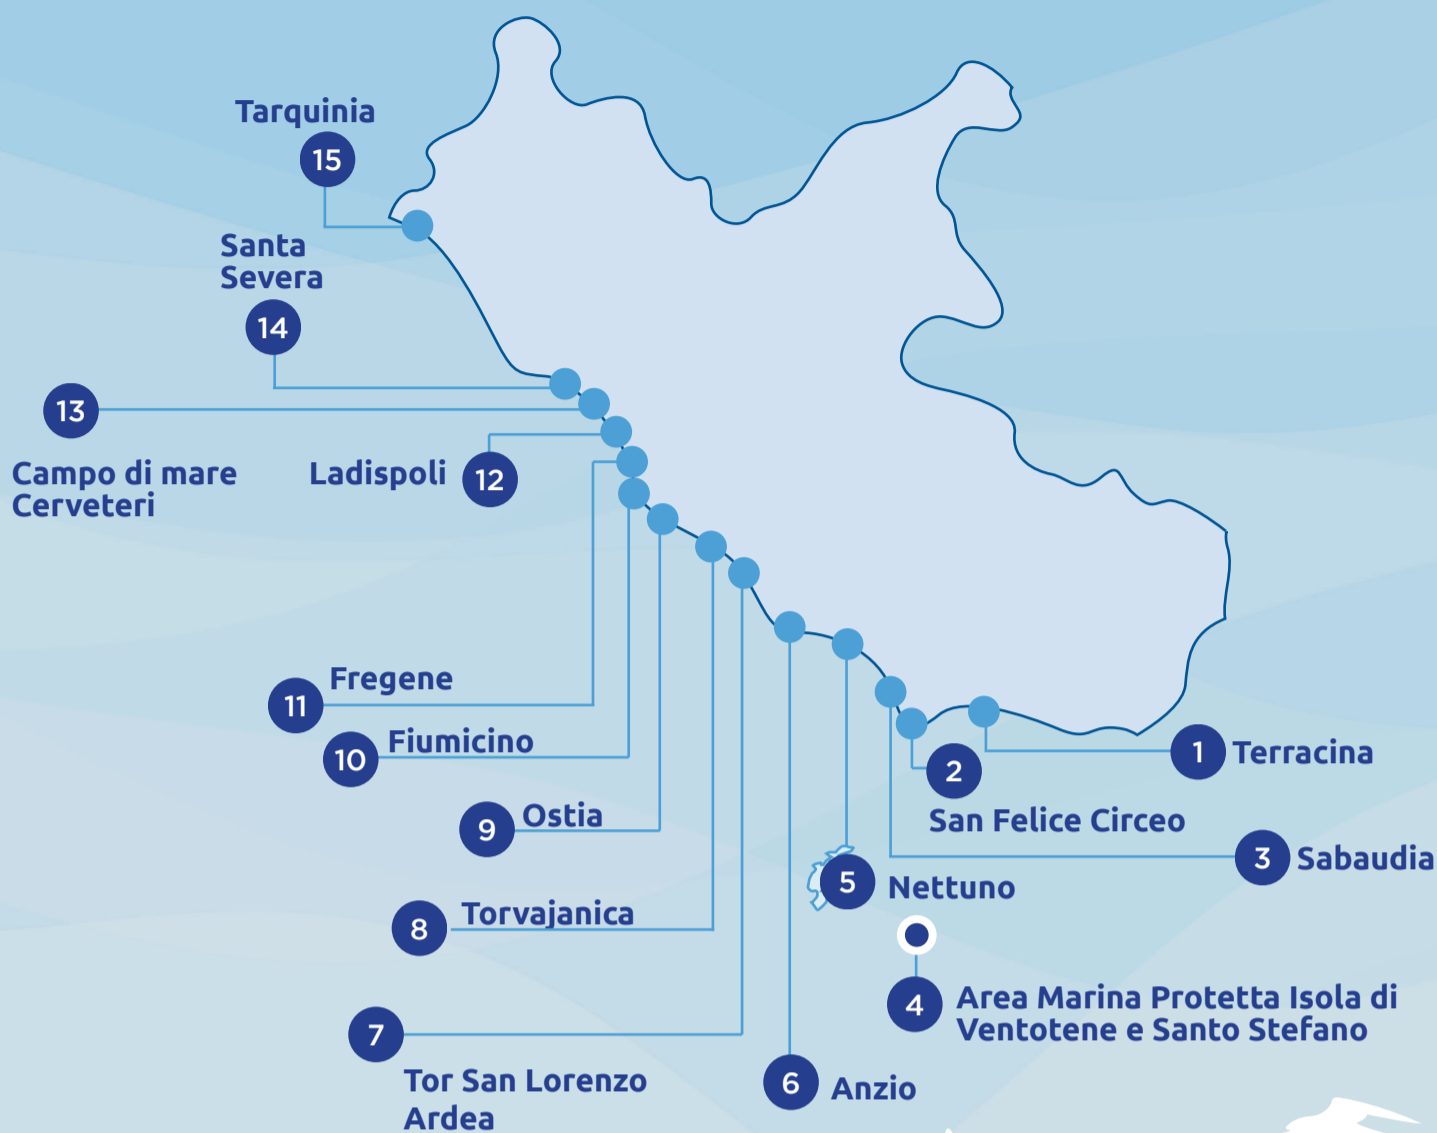 Tarquinia
15
Santa
Severa
14
13
Campo di mare
Cerveteri
Ladispoli
12
Fregene
11
Fiumicino
10
Ostia
9
Torvajanica
8
7
Tor San Lorenzo
Ardea
6
Anzio
5
Nettuno
4
Area Marina Protetta Isola di
Ventotene e Santo Stefano
3
Sabaudia
2
San Felice Circeo
1
Terracina